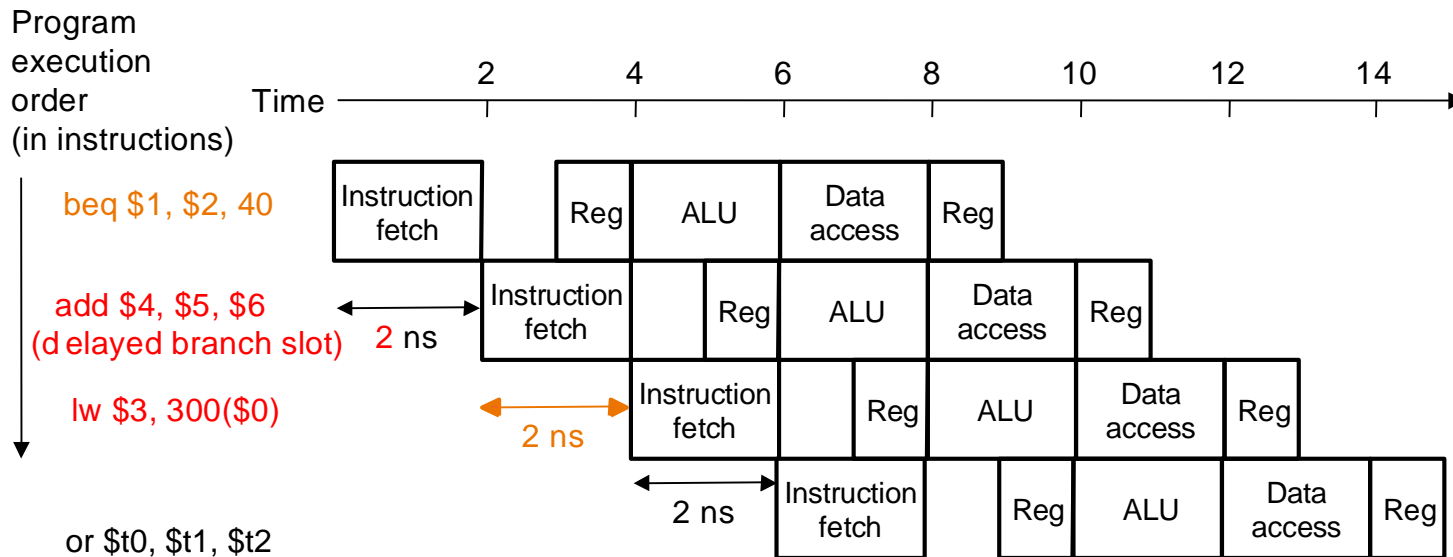 Program
execution
order
(in instructions)
Time
2 4 6 8 10 12 14
beq $1, $2, 40
Instruction
fetch
Reg
ALU
Data
access
Reg
add $4, $5, $6
(d elayed branch slot)
2 ns
Instruction
fetch
Reg
ALU
Data
access
Reg
lw $3, 300($0)
2 ns
Instruction
fetch
Reg
ALU
Data
access
Reg
or $t0, $t1, $t2
2 ns
Instruction
fetch
Reg
ALU
Data
access
Reg